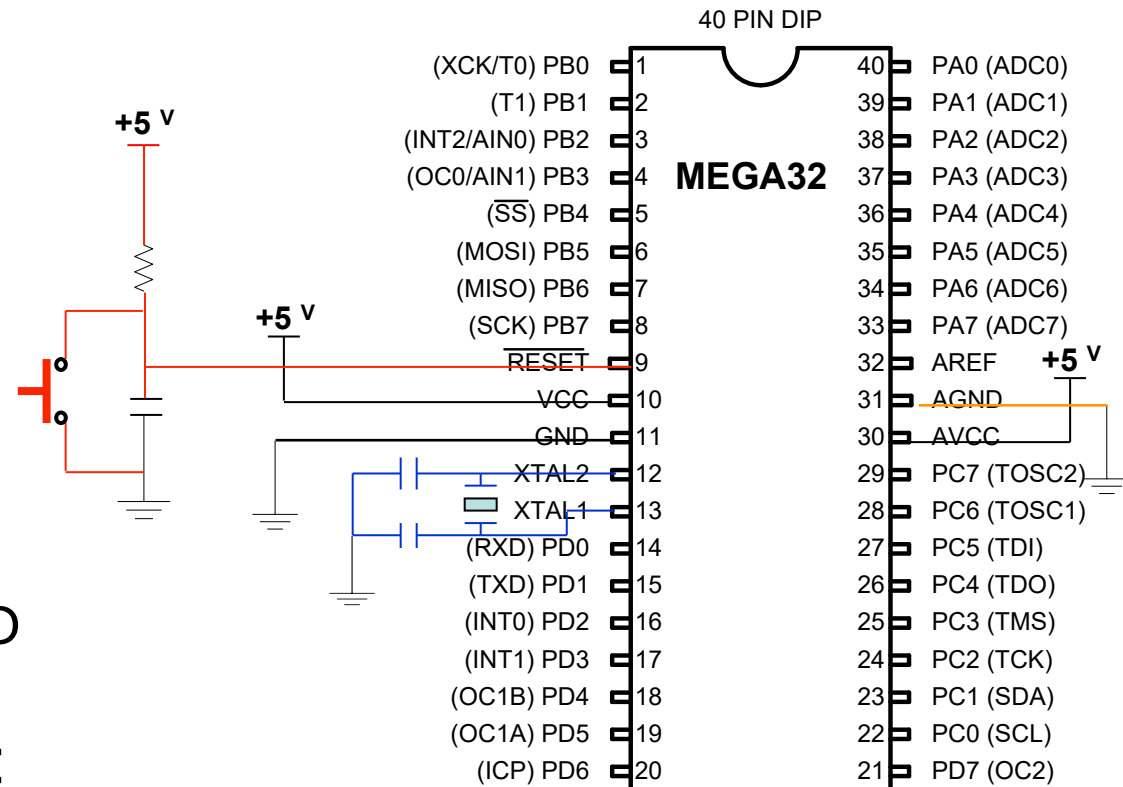 40 PIN DIP
(XCK/T0) PB0 1 40 PA0 (ADC0)
(T1) PB1 2 39 PA1 (ADC1)
+5 V
(INT2/AIN0) PB2 3 38 PA2 (ADC2)
(OC0/AIN1) PB3 4 MEGA32 37 PA3 (ADC3)
(SS) PB4 5 36 PA4 (ADC4)
(MOSI) PB5 6 35 PA5 (ADC5)
(MISO) PB6 7 34 PA6 (ADC6)
+5 V
(SCK) PB7 8 33 PA7 (ADC7)
RESET 9 32 AREF +5 V
VCC 10 31 AGND
GND 11 30 AVCC
XTAL2 12 29 PC7 (TOSC2)
XTAL1 13 28 PC6 (TOSC1)
(RXD) PD0 14 27 PC5 (TDI)
(TXD) PD1 15 26 PC4 (TDO)
(INT0) PD2 16 25 PC3 (TMS)
(INT1) PD3 17 24 PC2 (TCK)
(OC1B) PD4 18 23 PC1 (SDA)
(OC1A) PD5 19 22 PC0 (SCL)
(ICP) PD6 20 21 PD7 (OC2)